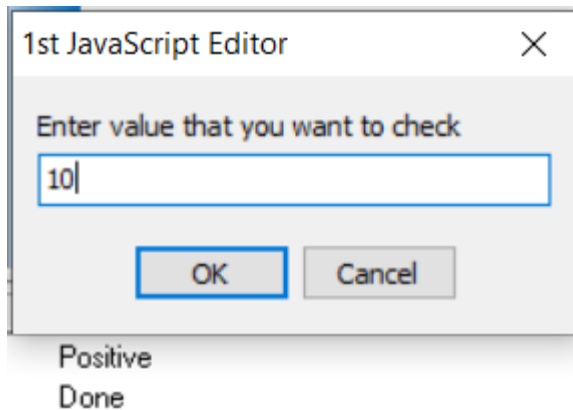 1st JavaScript Editor
Enter value that you want to check
10
OK
Cancel
Positive
Done